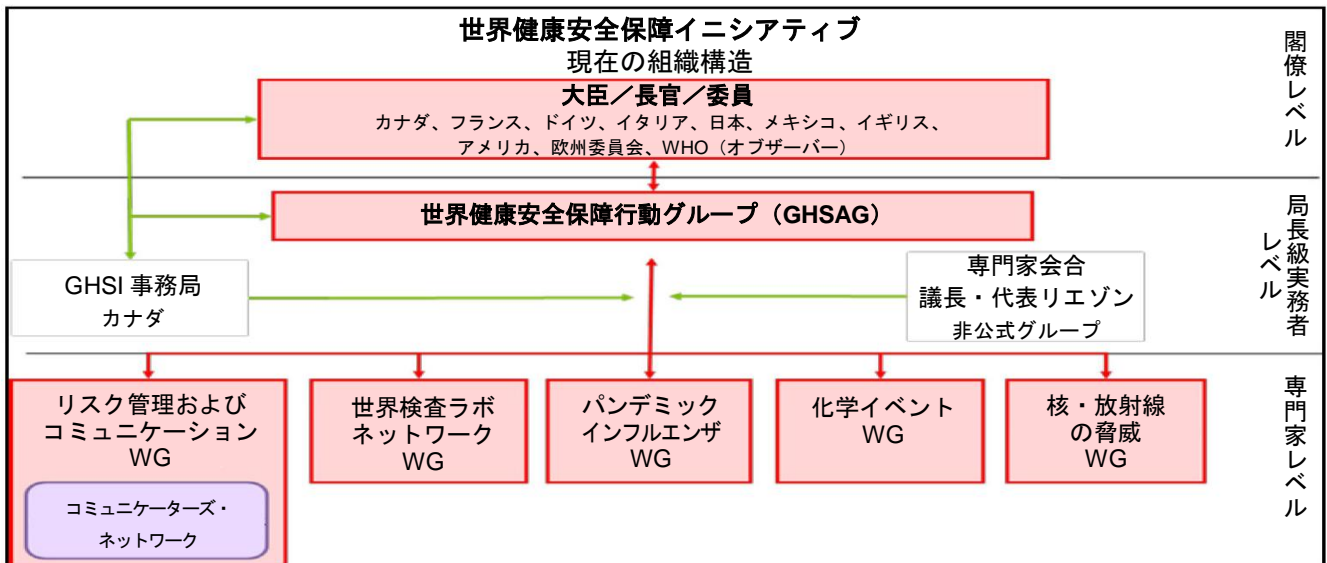 世界健康安全保障イニシアティブ
現在の組織構造
大臣／長官／委員
カナダ、フランス、ドイツ、イタリア、日本、メキシコ、イギリス、
アメリカ、欧州委員会、WHO（オブザーバー）
閣僚レベル
世界健康安全保障行動グループ（GHSAG）
GHSI 事務局
カナダ
専門家会合
議長・代表リエゾン
非公式グループ
局長級実務者
レベル
リスク管理および
コミュニケーション
WG
コミュニケーターズ・
ネットワーク
世界検査ラボ
ネットワーク
WG
パンデミック
インフルエンザ
WG
化学イベント
WG
核・放射線
の脅威
WG
専門家レベル